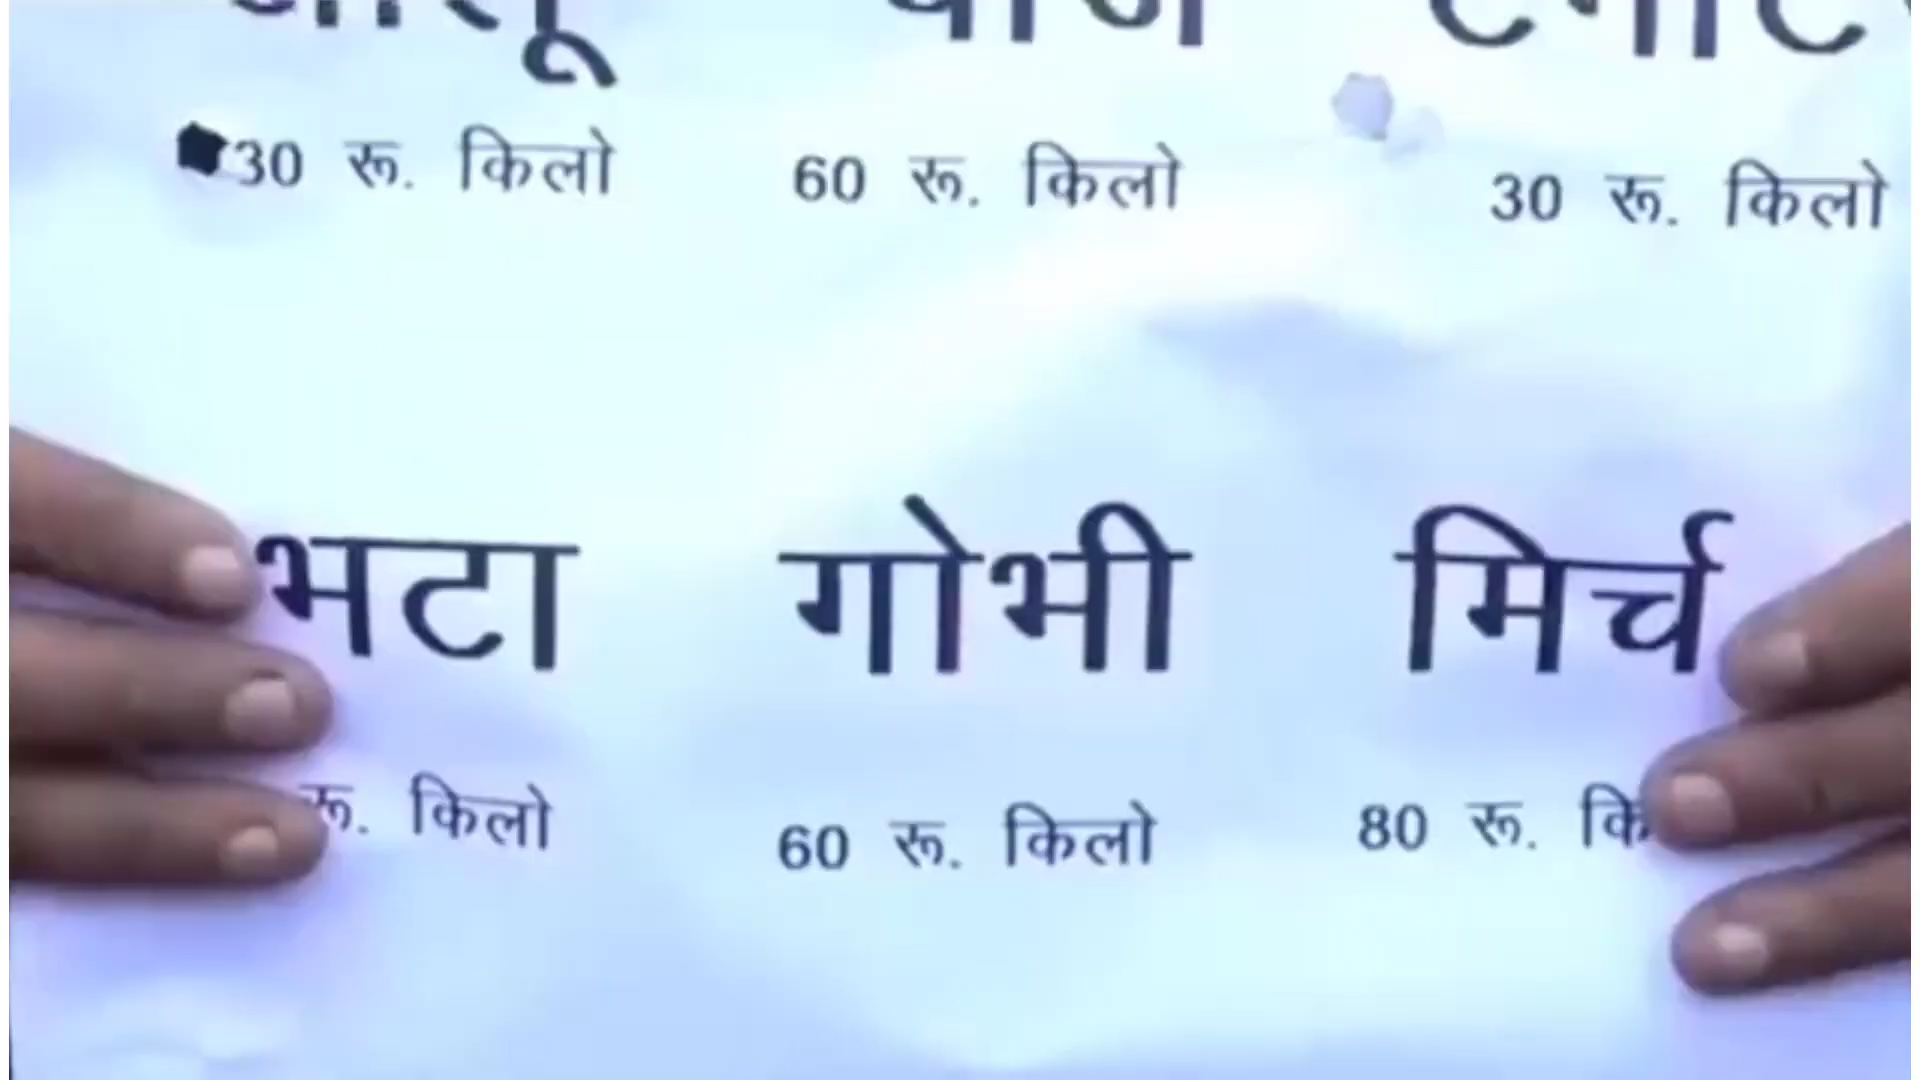 30 रू. किलो 60 रू. किलो 30 रू. किलो
भटा गोभी मिर्च
रू. किलो 60 रू. किलो 80 रू.